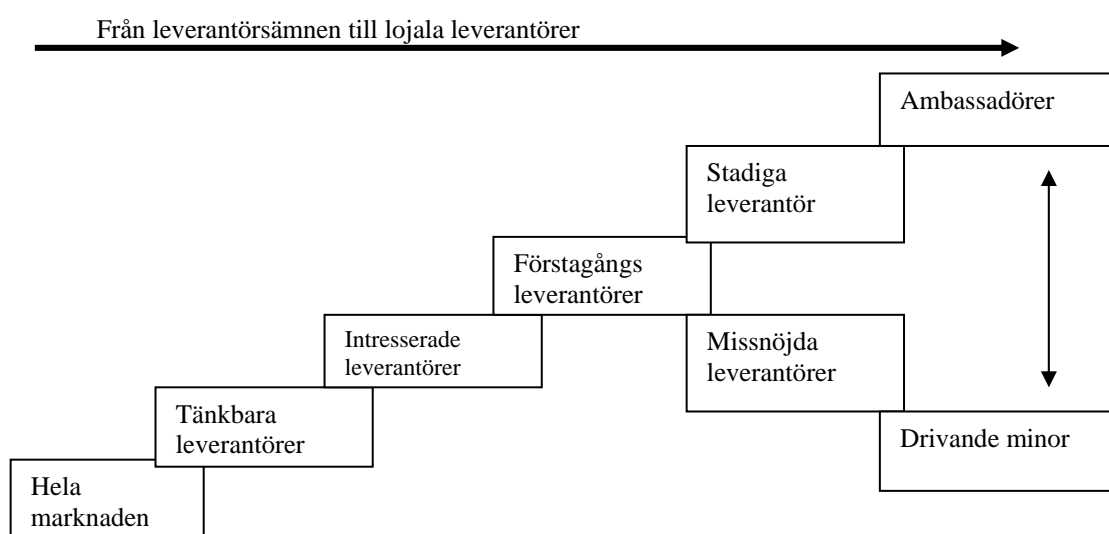 Från leverantörsämnen till lojala leverantörer
Ambassadörer
Stadiga
leverantör
Förstagångs
leverantörer
Intresserade
leverantörer
Missnöjda
leverantörer
Tänkbara
leverantörer
Drivande minor
Hela
marknaden